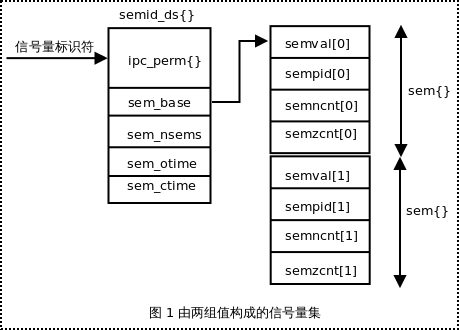 semid_ds{}
信号量标识符
ipc_perm{}
sem_base
sem_nsems
sem_otime
sem_ctime
semval[0]
sempid[0]
semncnt[0]
semzcnt[0]
sem{}
semval[1]
sempid[1]
semncnt[1]
semzcnt[1]
sem{}
图 1 由两组值构成的信号量集